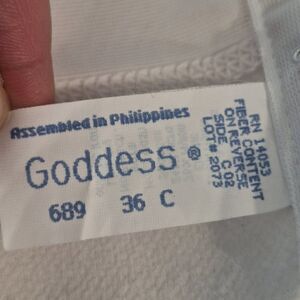 Assembled in Philippines
Goddess ®
689 36 C
RN 14053
FIBER CONTENT
ON REVERSE
SIDE C 02
LOT# 2073